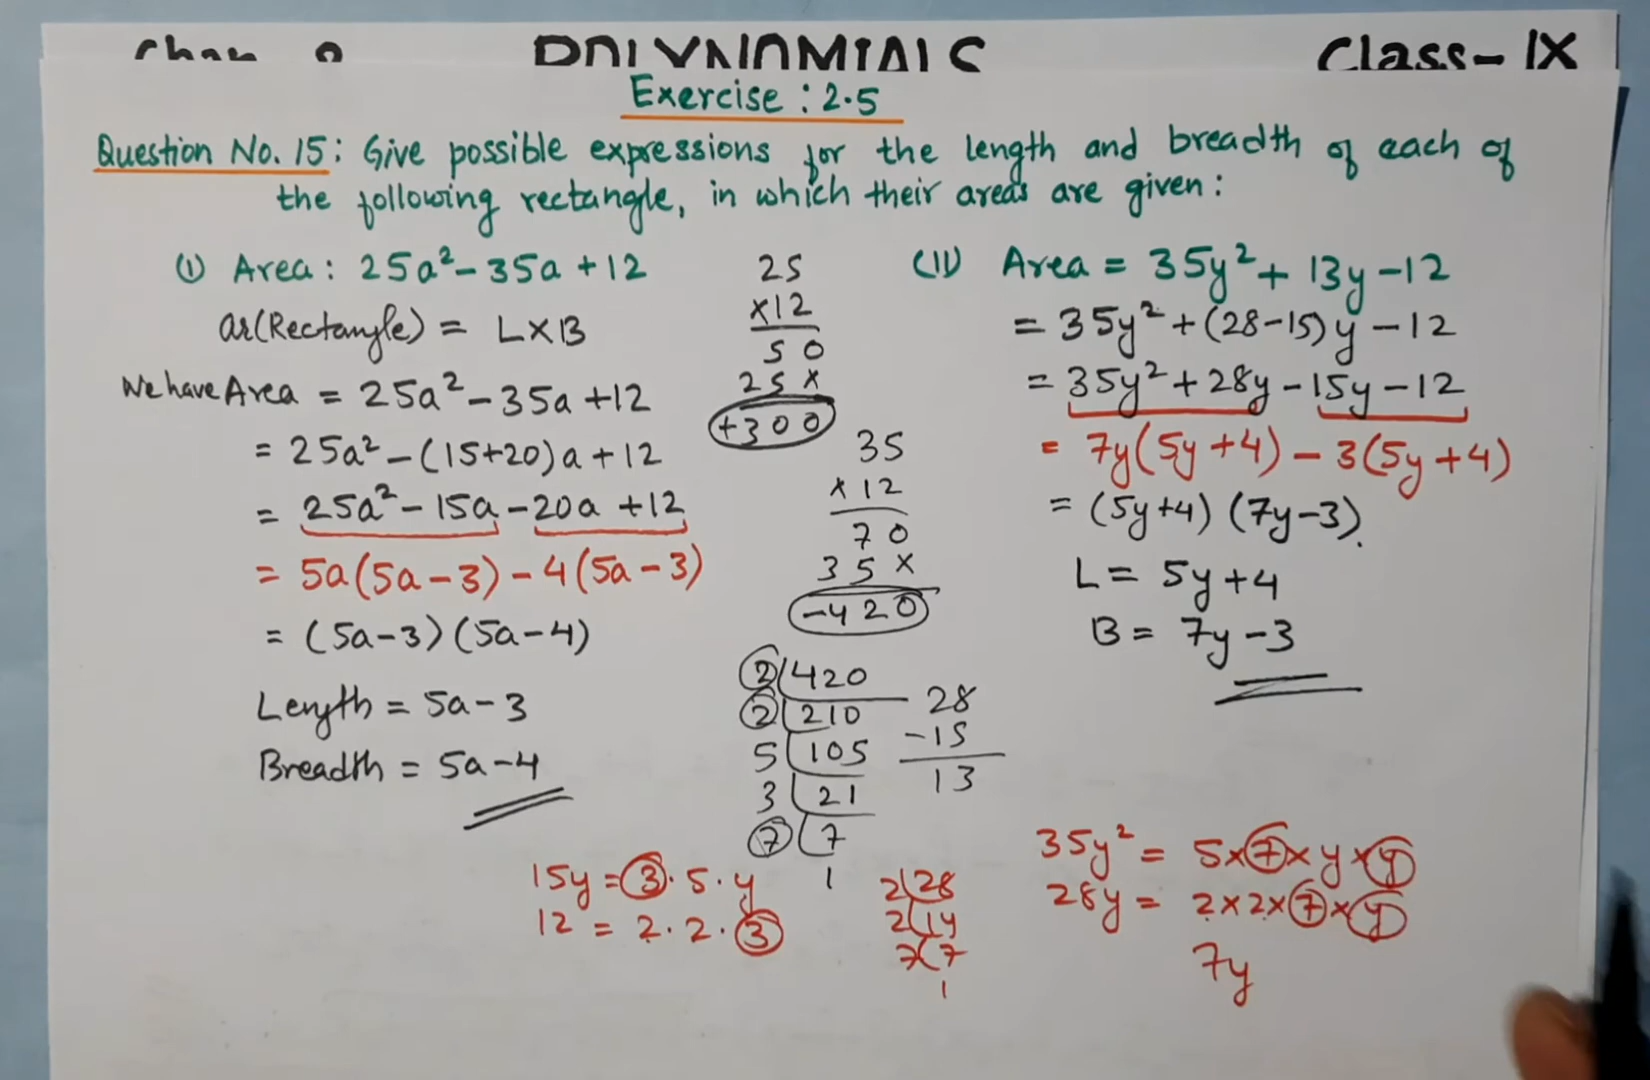 POLYNOMIALS
Class-IX
Exercise : 2.5
Question No. 15: Give possible expressions for the length and breadth of each of
the following rectangle, in which their areas are given :
(i) Area : 25a² - 35a + 12
ar(Rectangle) = L×B
We have Area = 25a² - 35a + 12
= 25a² - (15+20)a + 12
= 25a² - 15a - 20a + 12
= 5a(5a - 3) - 4(5a - 3)
= (5a-3)(5a-4)
Length = 5a - 3
Breadth = 5a - 4
25
×12
50
25×
+300
35
×12
70
35×
-420
2 420
2 210
5 105
3 21
7 7
1
28
-15
13
(ii) Area = 35y² + 13y - 12
= 35y² + (28-15)y - 12
= 35y² + 28y - 15y - 12
= 7y(5y+4) - 3(5y+4)
= (5y+4)(7y-3).
L = 5y+4
B = 7y-3
15y = 3·5·y
12 = 2·2·3
2 28
2 14
7 7
1
35y² = 5×7×y×y
28y = 2×2×7×y
7y